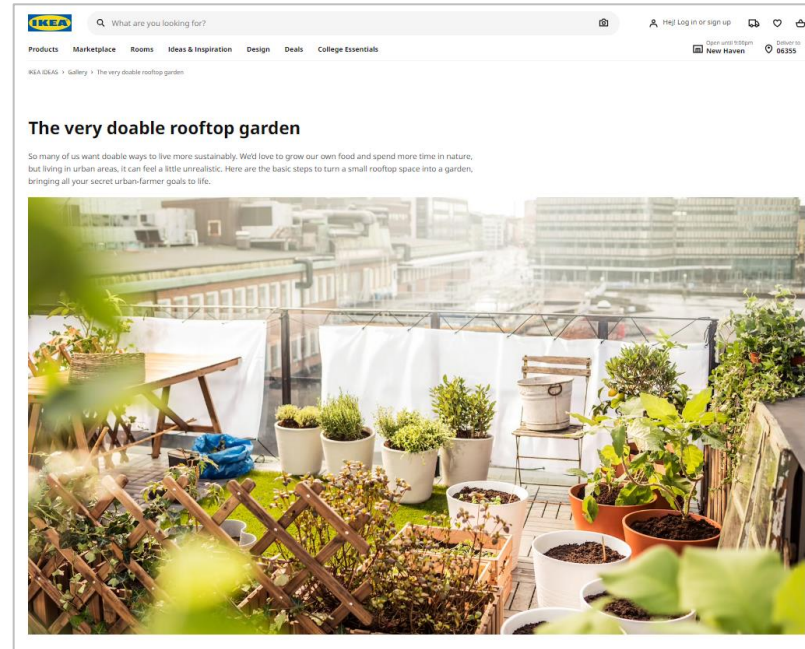 IKEA
What are you looking for?
Hej! Log in or sign up
Products Marketplace Rooms Ideas & Inspiration Design Deals College Essentials
Open until 9:00pm
New Haven
Deliver to
06355
IKEA IDEAS › Gallery › The very doable rooftop garden
The very doable rooftop garden
So many of us want doable ways to live more sustainably. We'd love to grow our own food and spend more time in nature,
but living in urban areas, it can feel a little unrealistic. Here are the basic steps to turn a small rooftop space into a garden,
bringing all your secret urban-farmer goals to life.